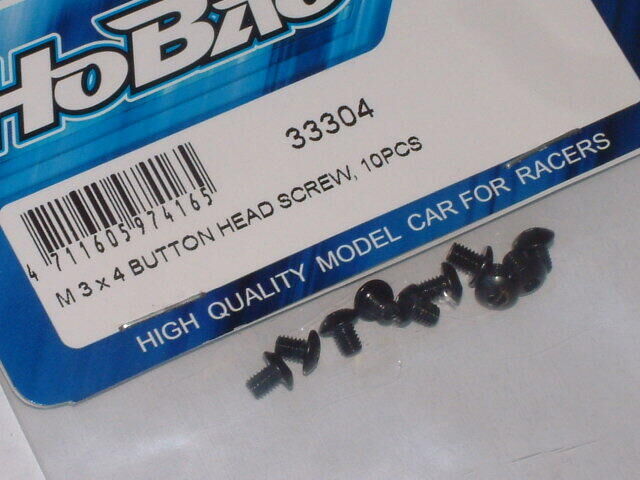 HoBao
33304
4 711605 974165
M 3 x 4 BUTTON HEAD SCREW, 10PCS
HIGH QUALITY MODEL CAR FOR RACERS